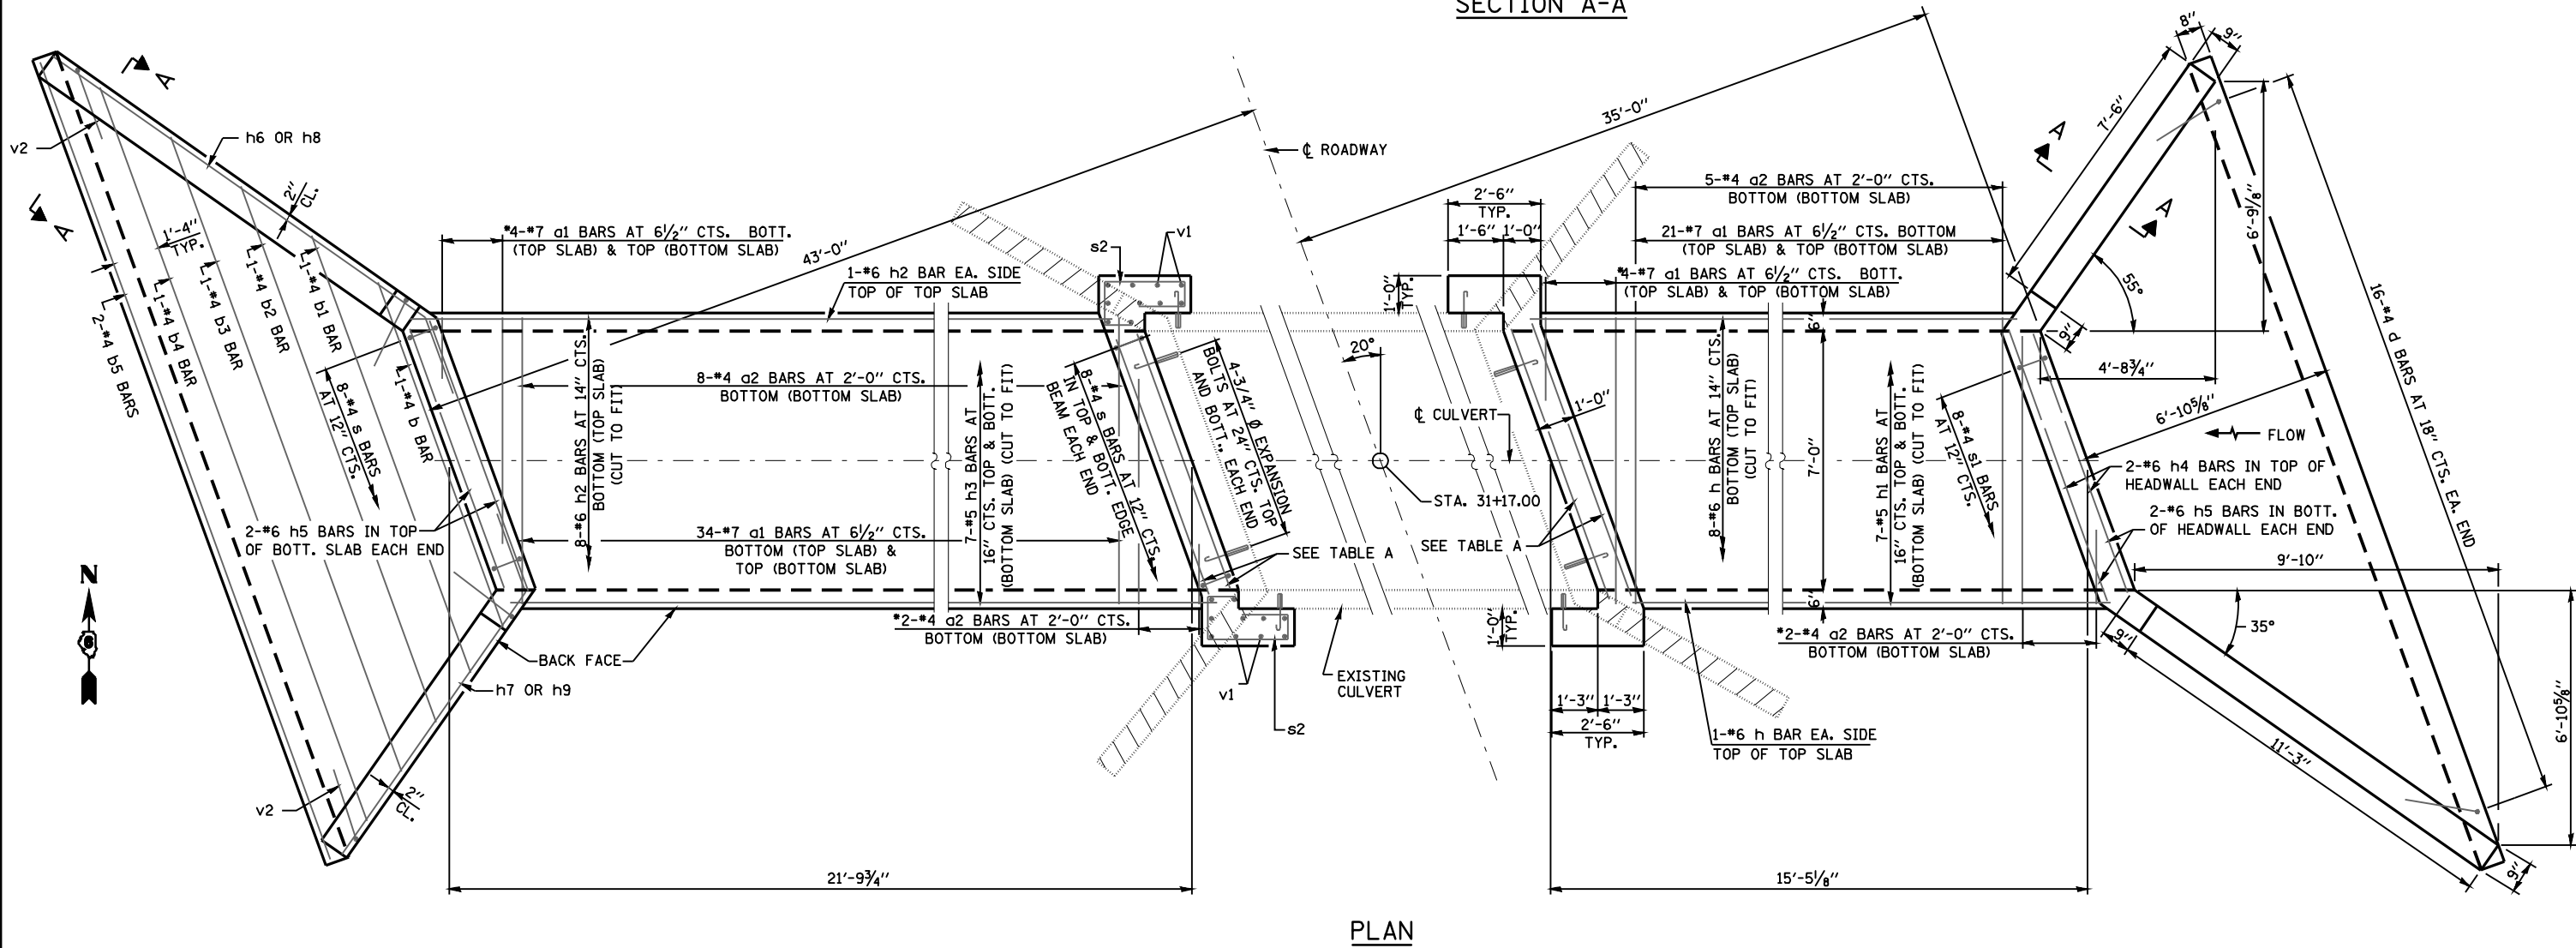 SECTION A-A
A
A
v2
h6 OR h8
2" CL.
1'-4"
TYP.
1-#4 b1 BAR
1-#4 b2 BAR
1-#4 b3 BAR
1-#4 b4 BAR
2-#4 b5 BARS
1-#4 b BAR
8-#4 s BARS
AT 12" CTS.
*4-#7 a1 BARS AT 6½" CTS. BOTT.
(TOP SLAB) & TOP (BOTTOM SLAB)
43'-0"
1-#6 h2 BAR EA. SIDE
TOP OF TOP SLAB
8-#6 h2 BARS AT 14" CTS.
BOTTOM (TOP SLAB)
(CUT TO FIT)
8-#4 a2 BARS AT 2'-0" CTS.
BOTTOM (BOTTOM SLAB)
34-#7 a1 BARS AT 6½" CTS.
BOTTOM (TOP SLAB) &
TOP (BOTTOM SLAB)
7-#5 h3 BARS AT
16" CTS. TOP & BOTT.
(BOTTOM SLAB) (CUT TO FIT)
8-#4 s BARS AT 12" CTS.
IN TOP & BOTT. EDGE
BEAM EACH END
4-3/4" Ø EXPANSION
BOLTS AT 24" CTS. TOP
AND BOTT. EACH END
2-#6 h5 BARS IN TOP
OF BOTT. SLAB EACH END
*2-#4 a2 BARS AT 2'-0" CTS.
BOTTOM (BOTTOM SLAB)
BACK FACE
h7 OR h9
v2
2"
CL.
N
6
s2
v1
v1
s2
SEE TABLE A
SEE TABLE A
EXISTING
CULVERT
21'-9¾"
℄ ROADWAY
20°
℄ CULVERT
STA. 31+17.00
35'-0"
2'-6"
TYP.
1'-6"
1'-0"
1'-0"
TYP.
1'-0"
5-#4 a2 BARS AT 2'-0" CTS.
BOTTOM (BOTTOM SLAB)
21-#7 a1 BARS AT 6½" CTS. BOTTOM
(TOP SLAB) & TOP (BOTTOM SLAB)
*4-#7 a1 BARS AT 6½" CTS. BOTT.
(TOP SLAB) & TOP (BOTTOM SLAB)
8-#6 h BARS AT 14" CTS.
BOTTOM (TOP SLAB)
(CUT TO FIT)
6"
7'-0"
6"
7-#5 h1 BARS AT
16" CTS. TOP & BOTT.
(BOTTOM SLAB) (CUT TO FIT)
8-#4 s1 BARS
AT 12" CTS.
1'-0"
TYP.
1'-3"
1'-3"
2'-6"
TYP.
1-#6 h BAR EA. SIDE
TOP OF TOP SLAB
*2-#4 a2 BARS AT 2'-0" CTS.
BOTTOM (BOTTOM SLAB)
15'-5⅛"
8"
9"
7'-6"
A
A
55°
9"
4'-8¾"
6'-10⅝"
FLOW
2-#6 h4 BARS IN TOP OF
HEADWALL EACH END
2-#6 h5 BARS IN BOTT.
OF HEADWALL EACH END
16-#4 d BARS AT 18" CTS. EA. END
9'-10"
35°
9"
11'-3"
6'-10⅝"
9"
PLAN